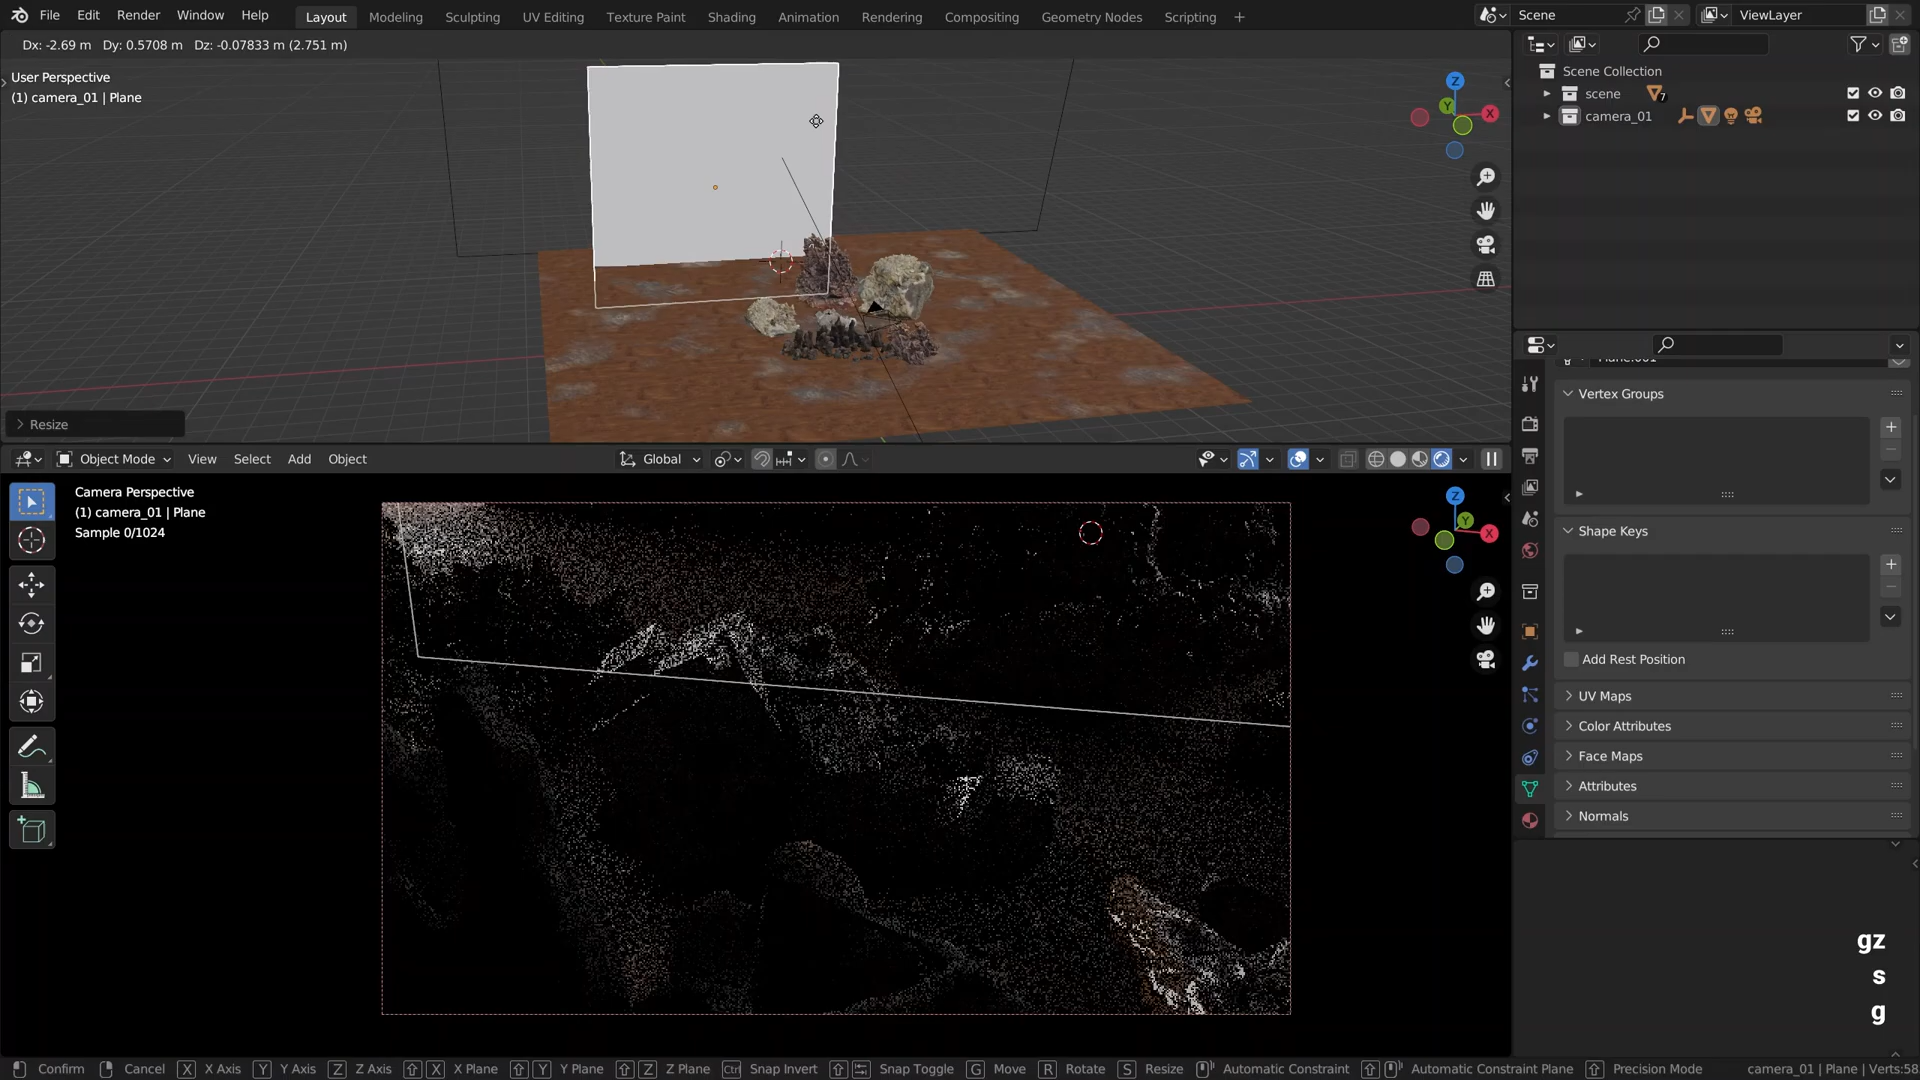 File Edit Render Window Help Layout Modeling Sculpting UV Editing Texture Paint Shading Animation Rendering Compositing Geometry Nodes Scripting + Scene ViewLayer
Dx: -2.69 m Dy: 0.5708 m Dz: -0.07833 m (2.751 m)
User Perspective
(1) camera_01 | Plane
Z
Y
X
Scene Collection
scene 7
camera_01
Resize
Object Mode View Select Add Object Global
Camera Perspective
(1) camera_01 | Plane
Sample 0/1024
Z
Y
X
Vertex Groups
Shape Keys
Add Rest Position
UV Maps
Color Attributes
Face Maps
Attributes
Normals
gz
s
g
Confirm Cancel X X Axis Y Y Axis Z Z Axis X X Plane Y Y Plane Z Z Plane Ctrl Snap Invert Snap Toggle G Move R Rotate S Resize Automatic Constraint Automatic Constraint Plane Precision Mode camera_01 | Plane | Verts:58